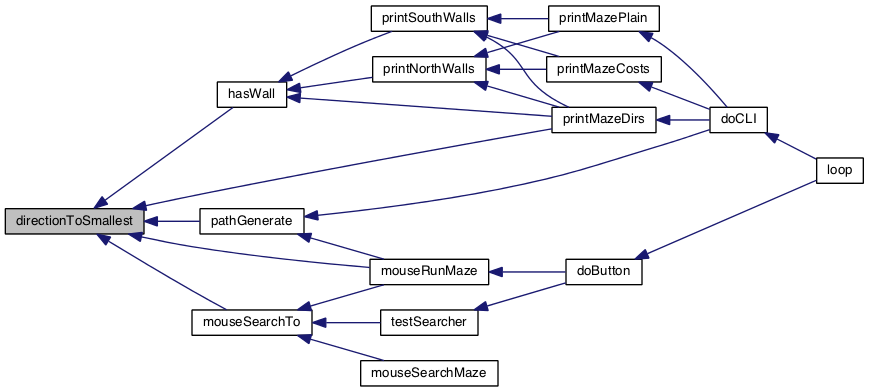 printSouthWalls
printMazePlain
printNorthWalls
printMazeCosts
hasWall
printMazeDirs
doCLI
loop
directionToSmallest
pathGenerate
mouseRunMaze
doButton
mouseSearchTo
testSearcher
mouseSearchMaze